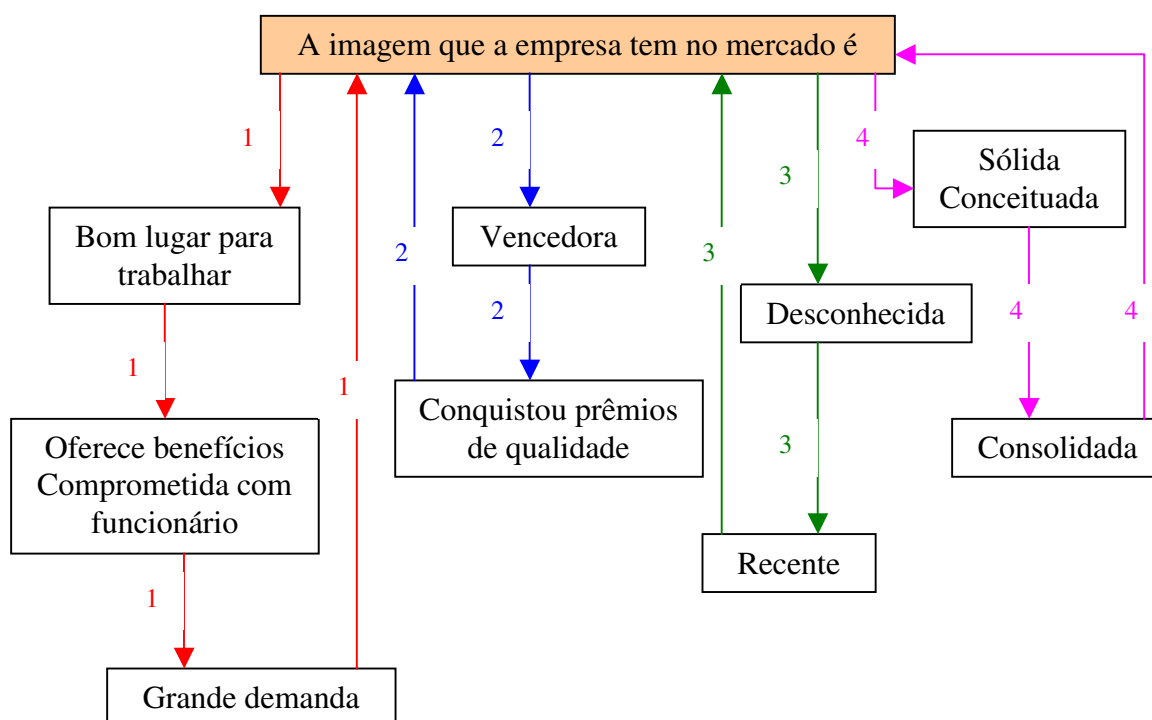 A imagem que a empresa tem no mercado é
1
2
3
4
Sólida
Conceituada
Bom lugar para
trabalhar
2
Vencedora
3
Desconhecida
1
1
2
4
4
Conquistou prêmios
de qualidade
3
Consolidada
Oferece benefícios
Comprometida com
funcionário
Recente
1
Grande demanda